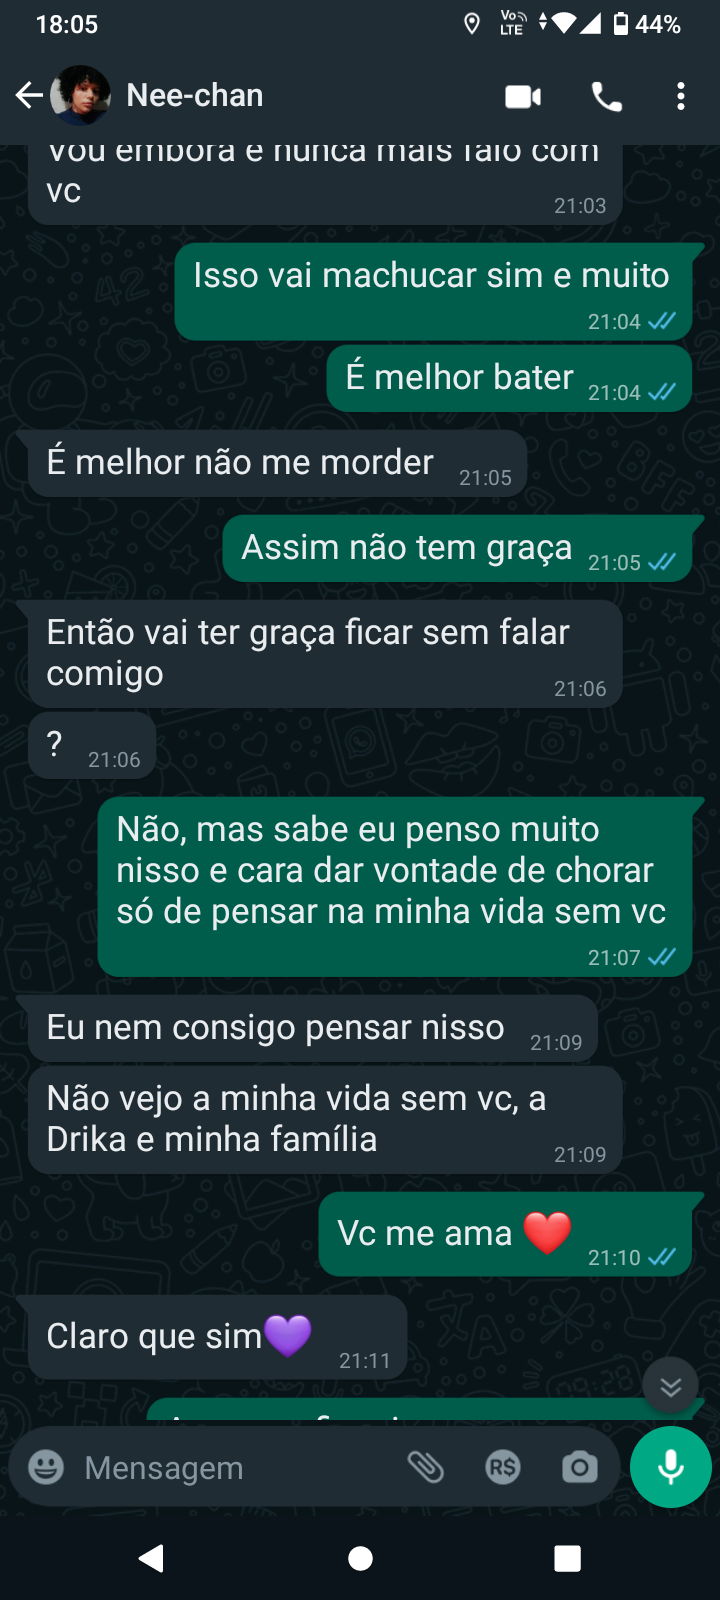 18:05
Vo
LTE
44%
Nee-chan
vou embora e nunca mais falo com
vc
21:03
Isso vai machucar sim e muito
21:04
É melhor bater 21:04
É melhor não me morder 21:05
Assim não tem graça 21:05
Então vai ter graça ficar sem falar
comigo
21:06
? 21:06
Não, mas sabe eu penso muito
nisso e cara dar vontade de chorar
só de pensar na minha vida sem vc
21:07
Eu nem consigo pensar nisso 21:09
Não vejo a minha vida sem vc, a
Drika e minha família
21:09
Vc me ama ❤️ 21:10
Claro que sim💜 21:11
Mensagem
R$